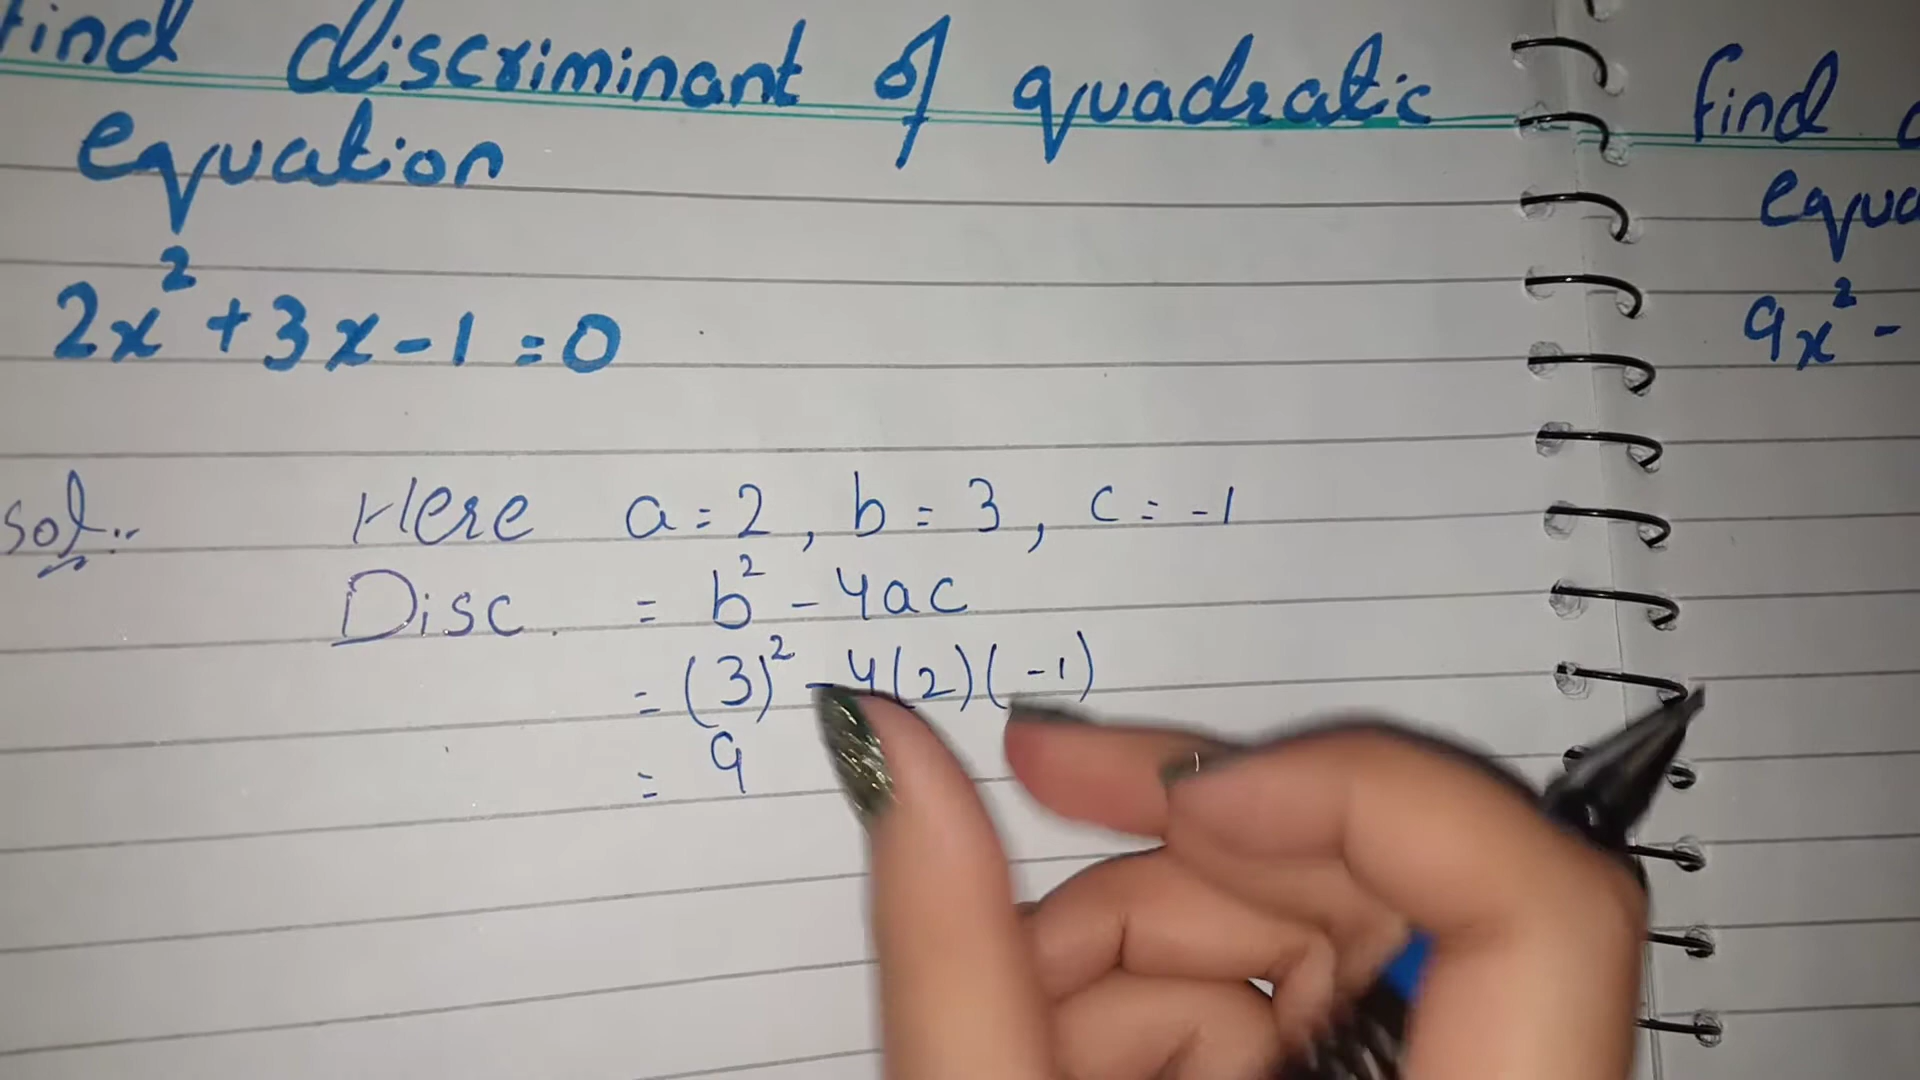 find discriminant of quadratic
equation
2x² + 3x - 1 = 0
Sol:-
Here a = 2, b = 3, c = -1
Disc. = b² - 4ac
= (3)² - 4(2)(-1)
= 9
find
equa
9x² -